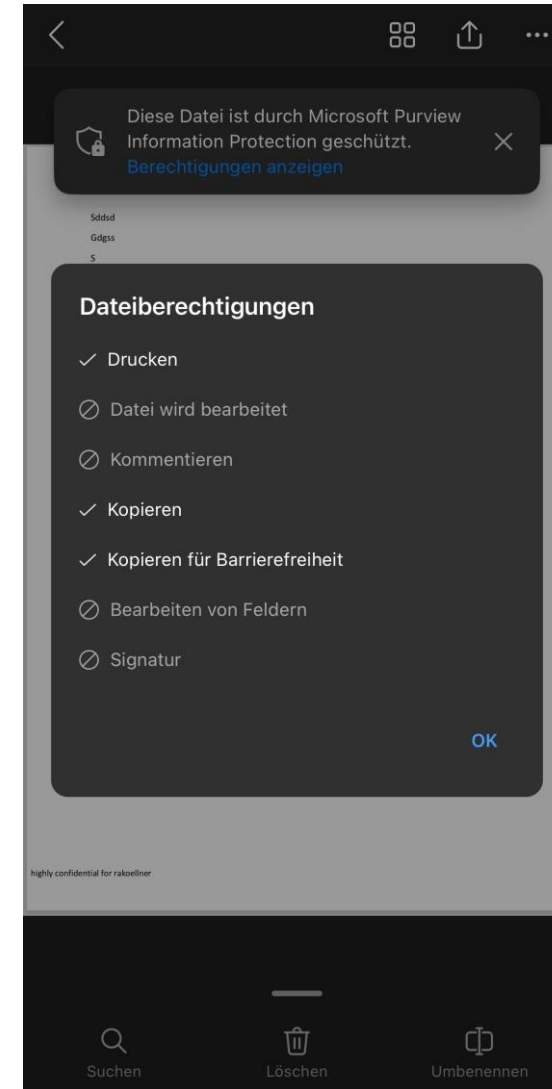 Diese Datei ist durch Microsoft Purview
Information Protection geschützt.
Berechtigungen anzeigen
Sddsd
Gdgss
S
Dateiberechtigungen
Drucken
Datei wird bearbeitet
Kommentieren
Kopieren
Kopieren für Barrierefreiheit
Bearbeiten von Feldern
Signatur
OK
highly confidential for rakoellner
Suchen
Löschen
Umbenennen